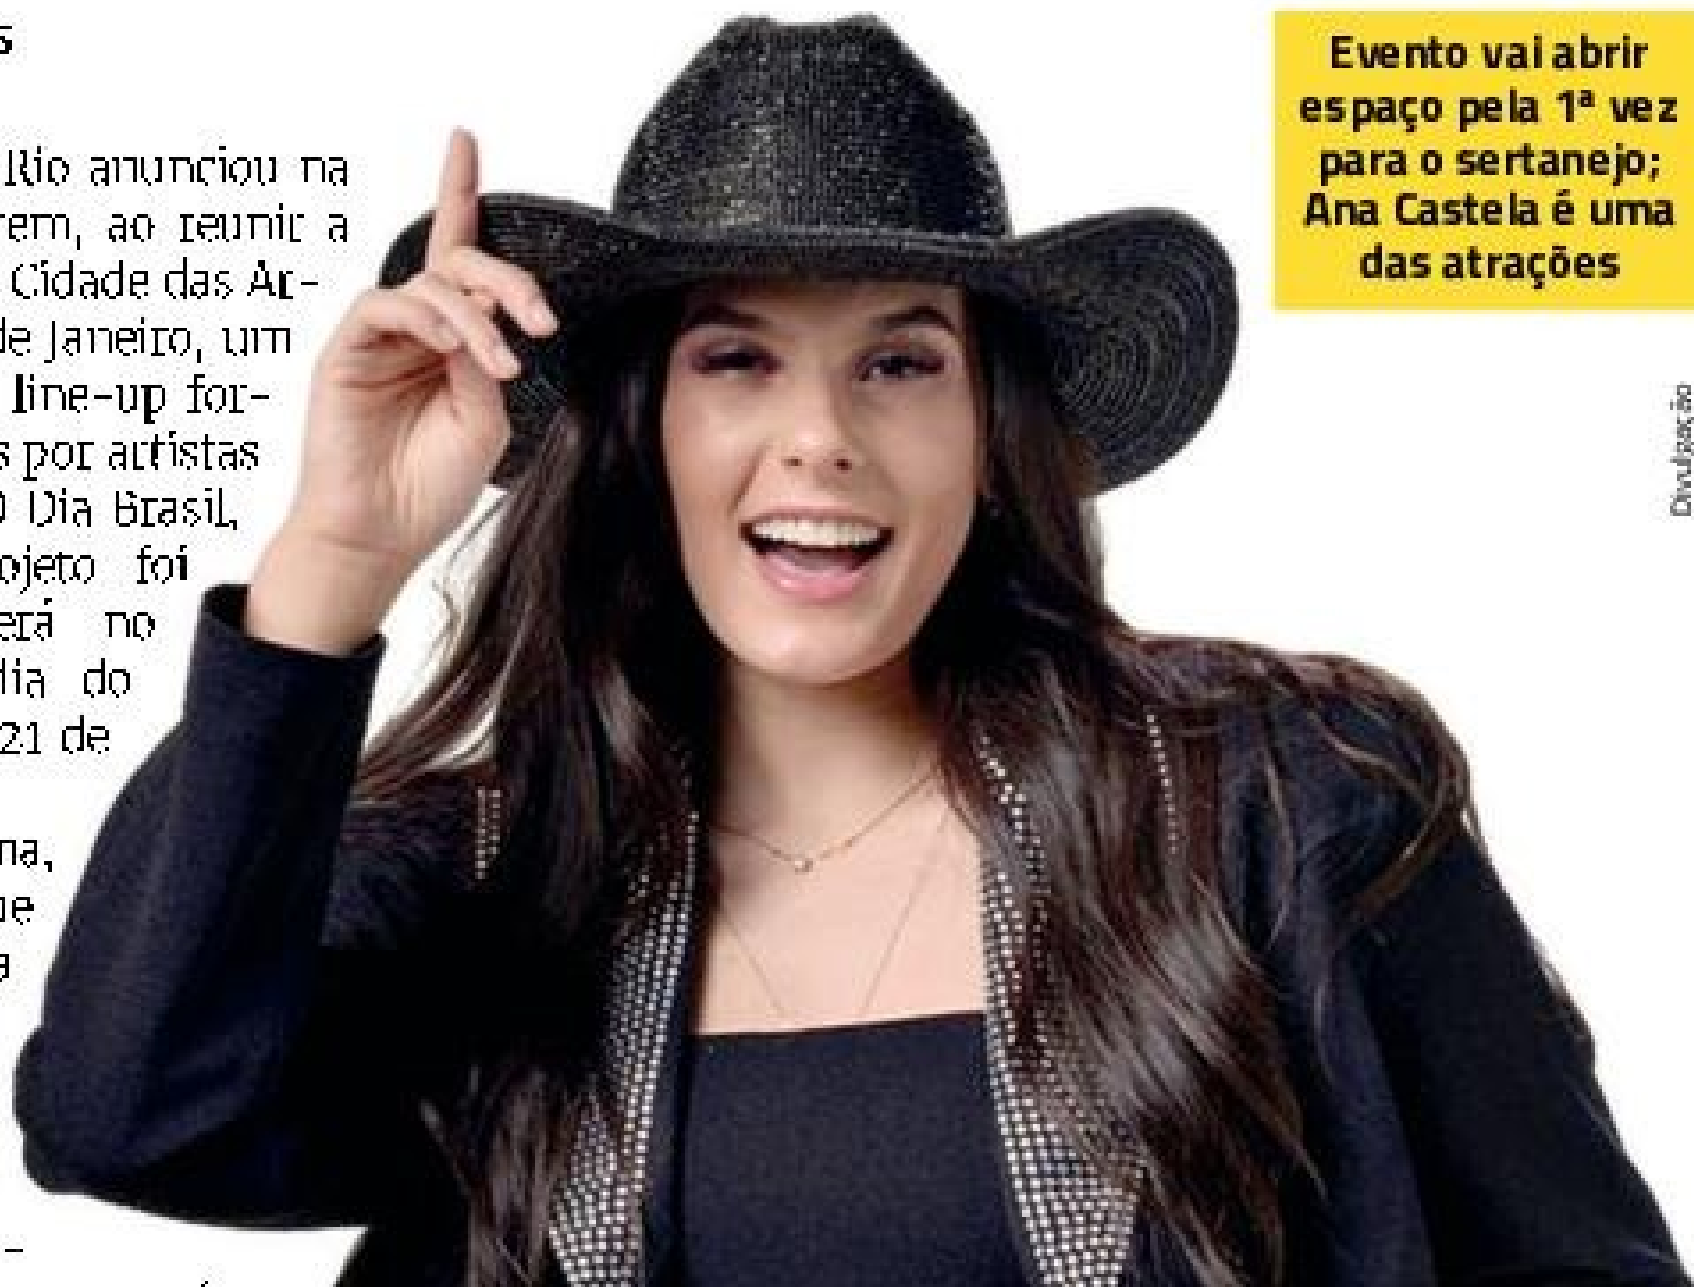 Rio anunciou na
ao reunir a
Cidade das Ar-
de Janeiro, um
line-up for-
s por artistas
O Dia Brasil,
ojeto foi
erá no
dia do
21 de
na,
ue
a
-
Evento vai abrir
espaço pela 1ª vez
para o sertanejo;
Ana Castela é uma
das atrações
Divulgação